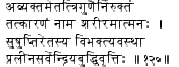 अव्यक्तमेतत्त्रिगुणैर्निरुक्तं
तत्कारणं नाम शरीरमात्मनः ।
सुषुप्तिरेतस्य विभक्त्यवस्था
प्रलीनसर्वेन्द्रियबुद्धिवृत्तिः ॥ १२० ॥